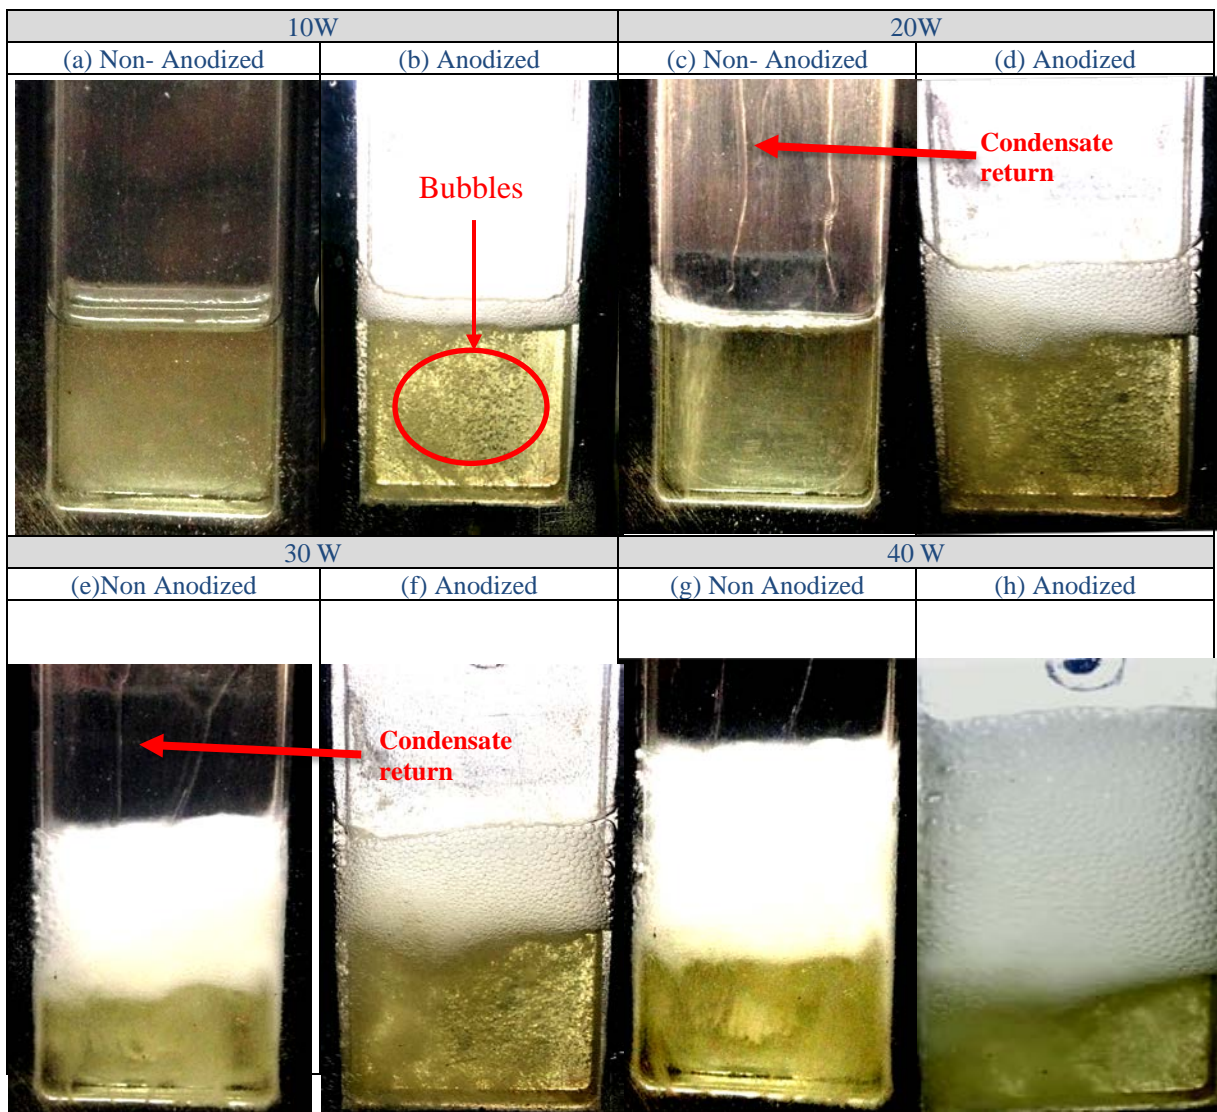 10W
20W
(a) Non- Anodized
(b) Anodized
(c) Non- Anodized
(d) Anodized
Bubbles
Condensate
return
30 W
40 W
(e)Non Anodized
(f) Anodized
(g) Non Anodized
(h) Anodized
Condensate
return